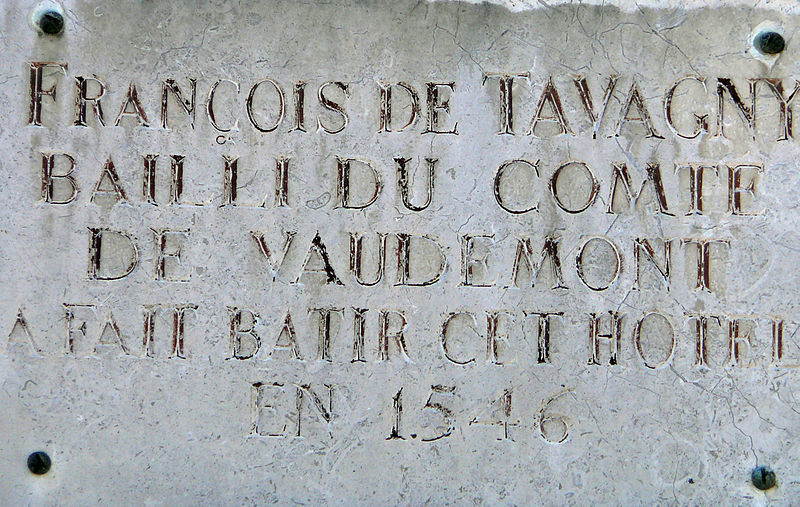 FRANÇOIS DE TAVAGNY
BAILLI DU COMTE
DE VAUDEMONT
A FAIT BATIR CET HOTEL
EN 1546